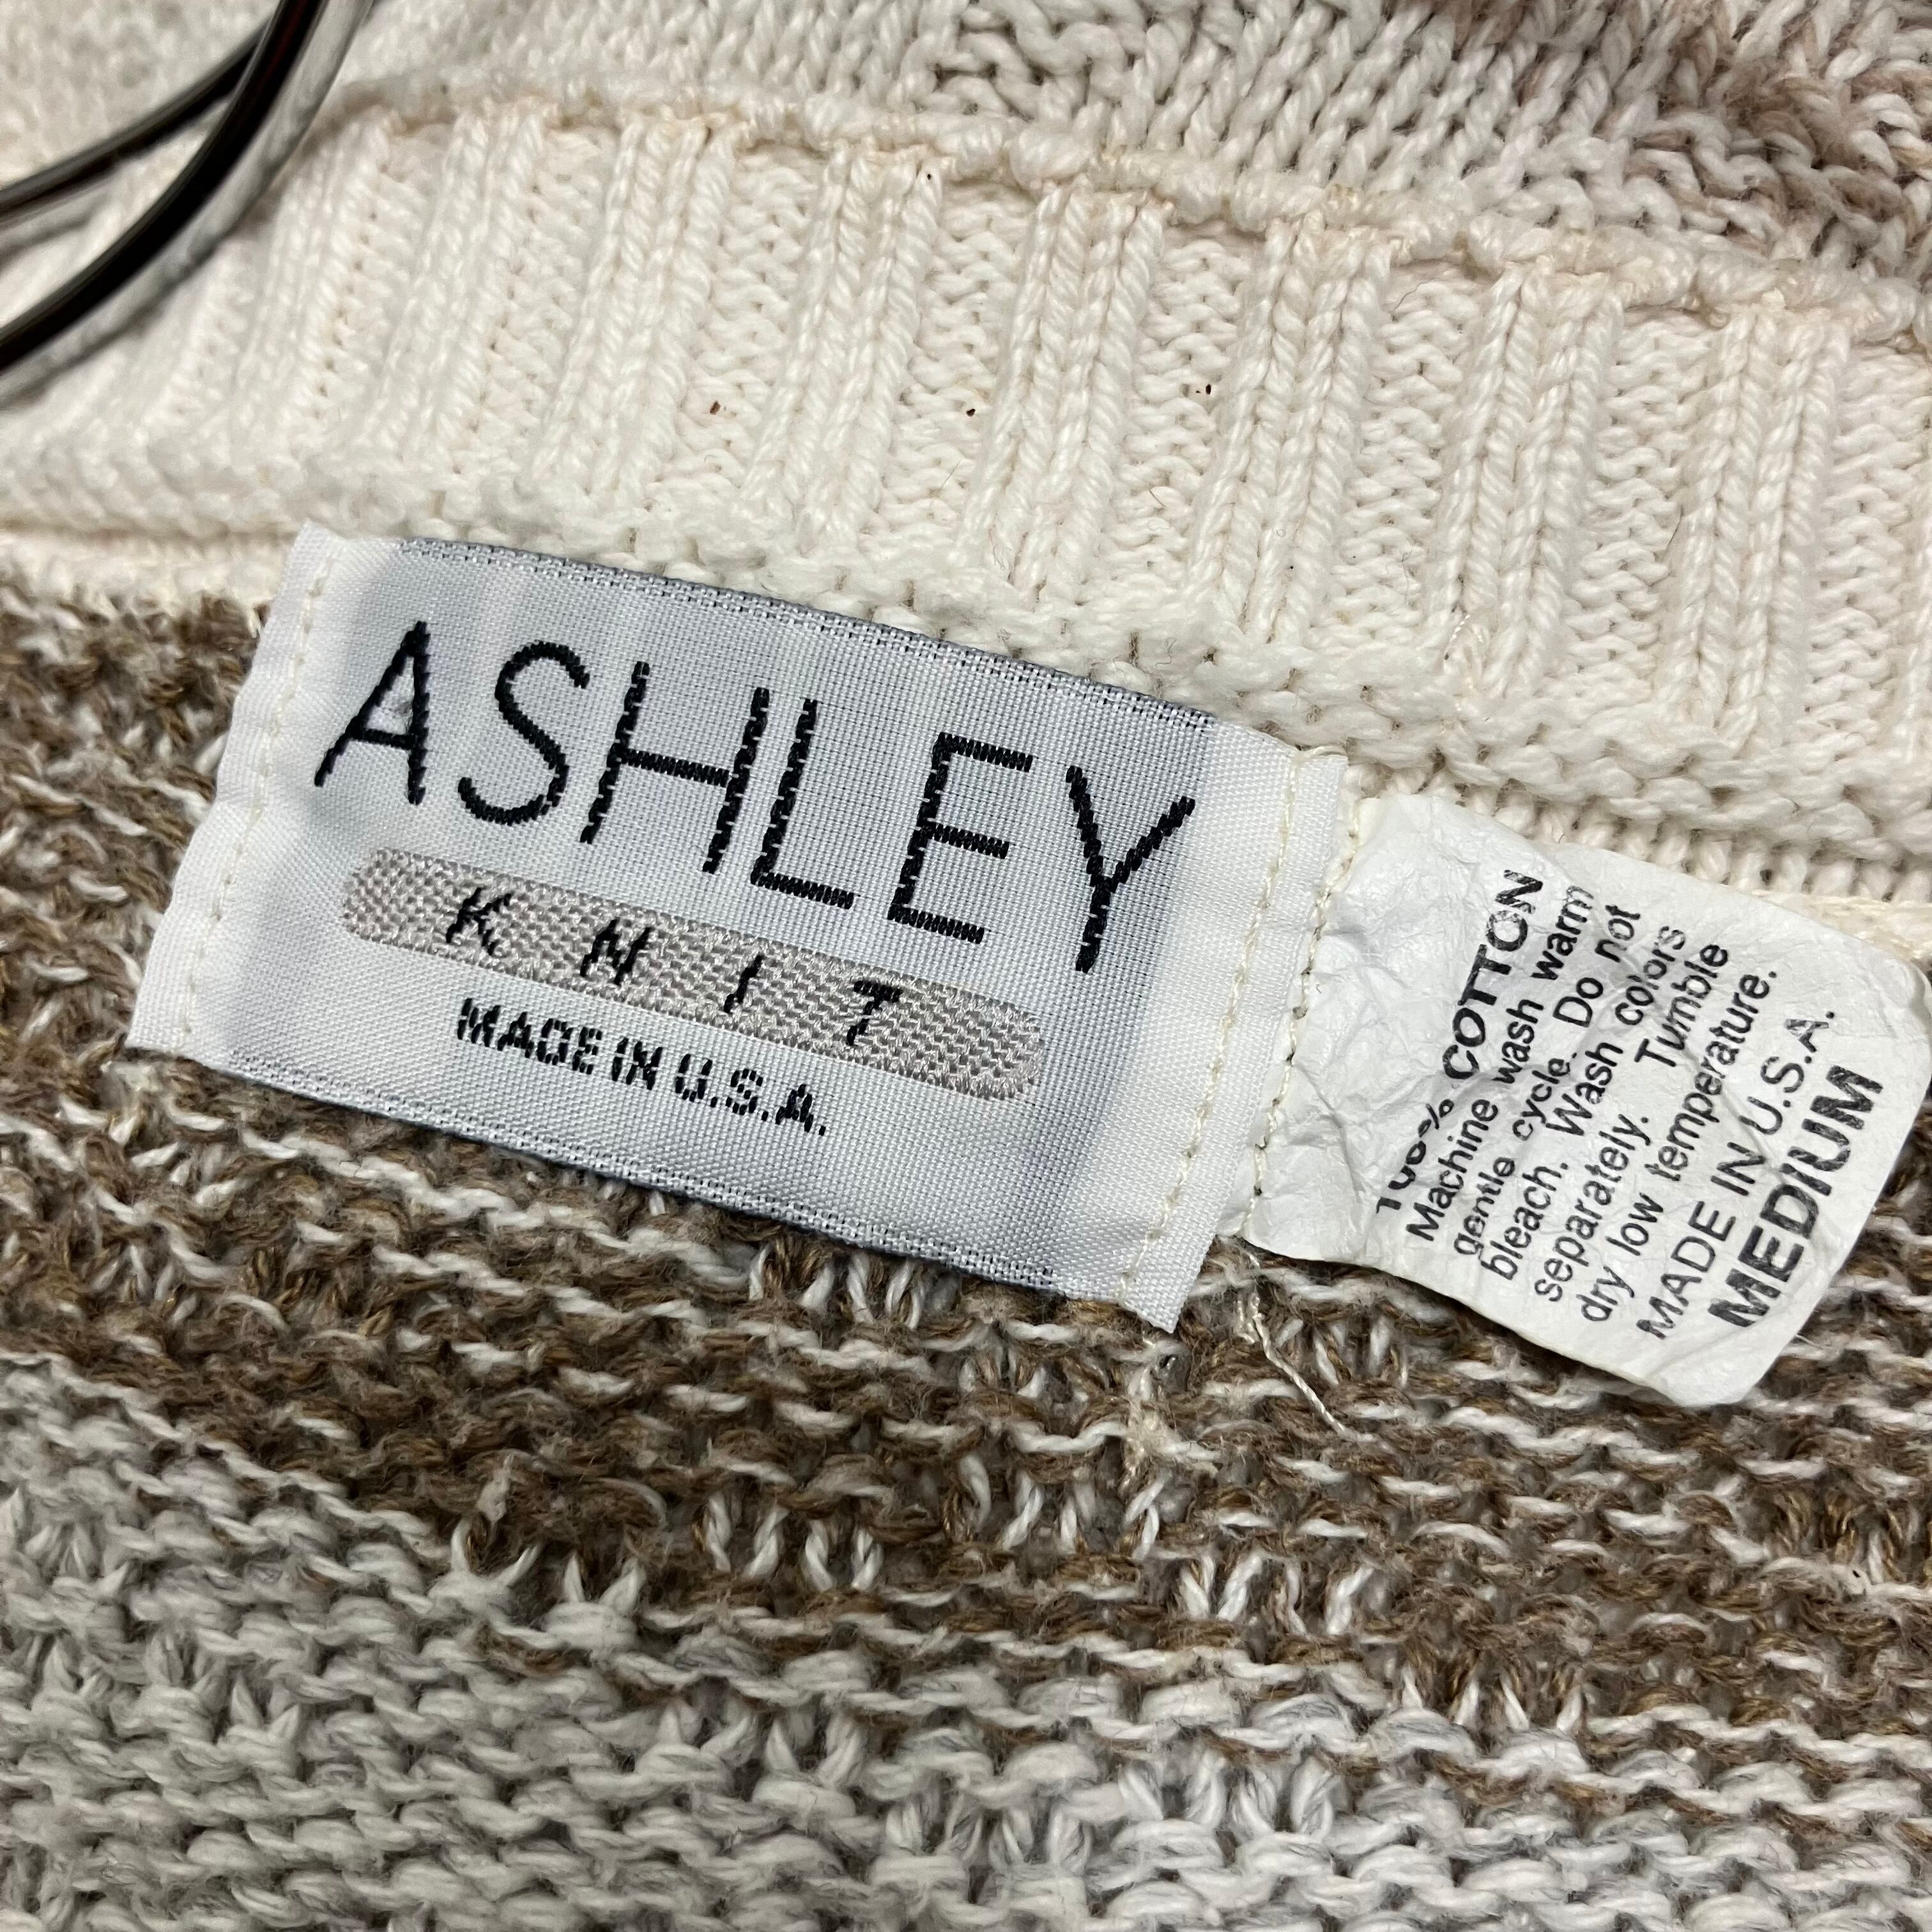 ASHLEY
KNIT
MADE IN U.S.A.
100% COTTON
Machine wash warm
gentle cycle. Do not
bleach. Wash colors
separately. Tumble
dry low temperature.
MADE IN U.S.A.
MEDIUM